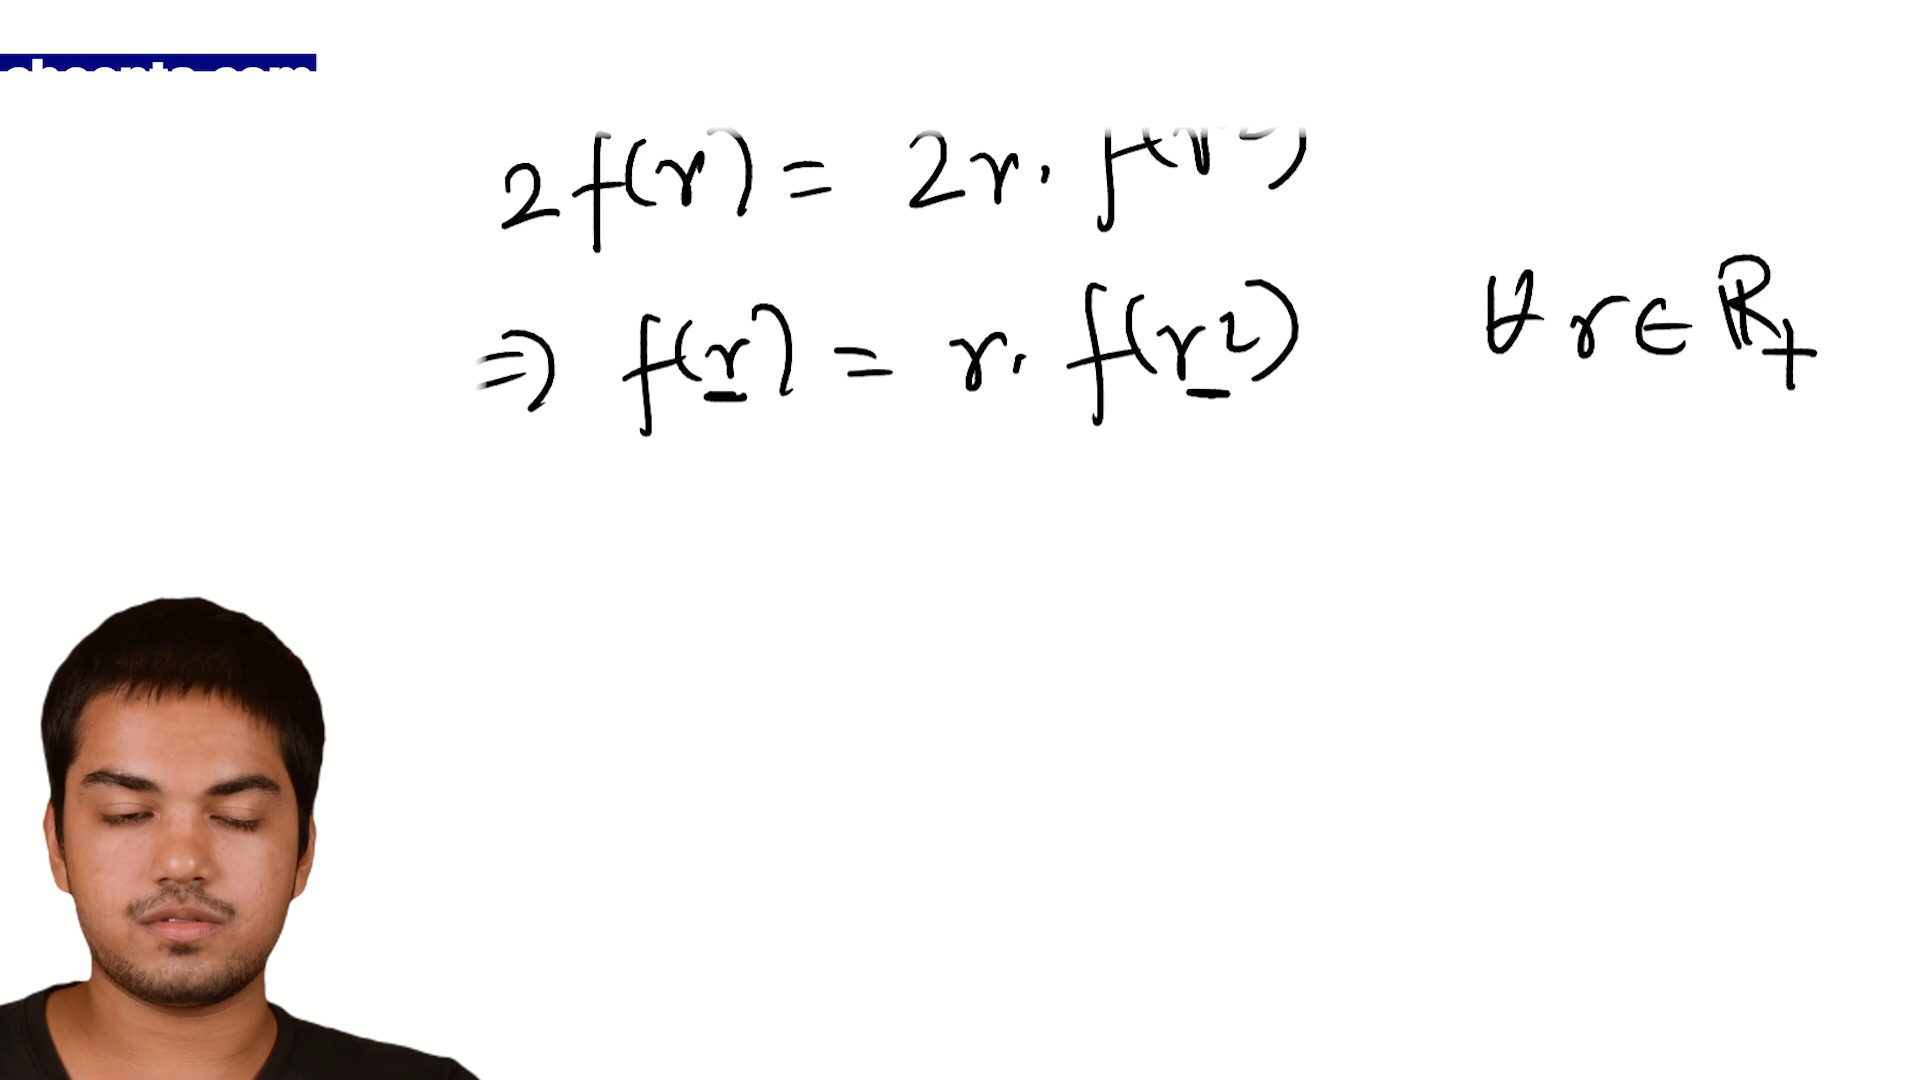 2f(r) = 2r. f(r²)
⇒ f(r) = r. f(r²) ∀ r ∈ ℝ₊